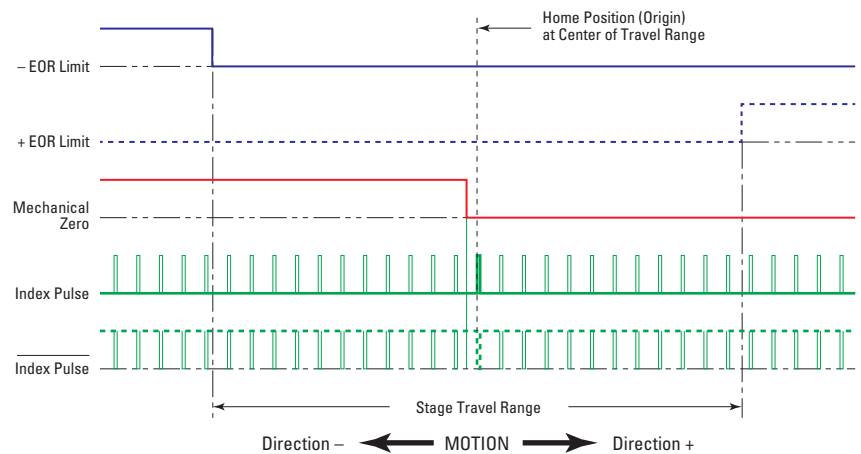 Home Position (Origin)
at Center of Travel Range
– EOR Limit
+ EOR Limit
Mechanical
Zero
Index Pulse
Index Pulse
Stage Travel Range
Direction – MOTION Direction +